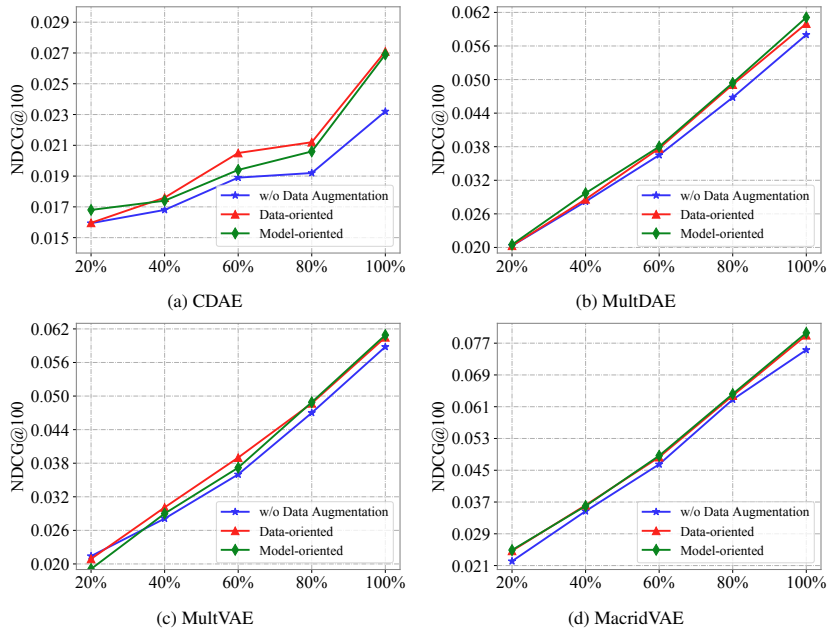 0.029
0.027
0.025
0.023
0.021
0.019
0.017
0.015
NDCG@100
w/o Data Augmentation
Data-oriented
Model-oriented
20% 40% 60% 80% 100%
(a) CDAE
0.062
0.056
0.050
0.044
0.038
0.032
0.026
0.020
NDCG@100
w/o Data Augmentation
Data-oriented
Model-oriented
20% 40% 60% 80% 100%
(b) MultDAE
0.062
0.056
0.050
0.044
0.038
0.032
0.026
0.020
NDCG@100
w/o Data Augmentation
Data-oriented
Model-oriented
20% 40% 60% 80% 100%
(c) MultVAE
0.077
0.069
0.061
0.053
0.045
0.037
0.029
0.021
NDCG@100
w/o Data Augmentation
Data-oriented
Model-oriented
20% 40% 60% 80% 100%
(d) MacridVAE